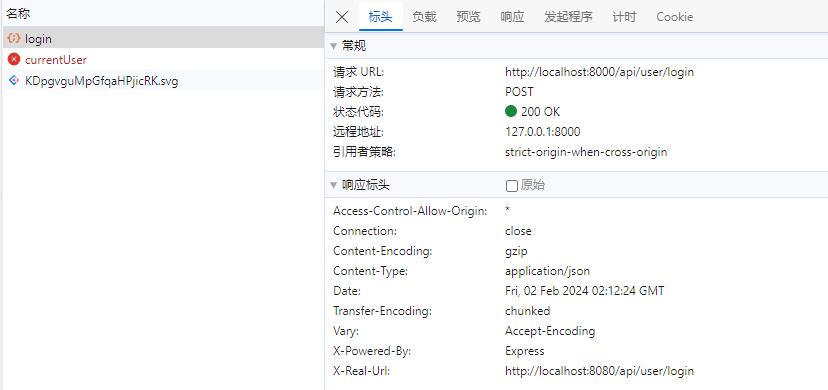 名称
login
currentUser
KDpgvguMpGfqaHPjicRK.svg
标头 负载 预览 响应 发起程序 计时 Cookie
常规
请求 URL: http://localhost:8000/api/user/login
请求方法: POST
状态代码: 200 OK
远程地址: 127.0.0.1:8000
引用者策略: strict-origin-when-cross-origin
响应标头 原始
Access-Control-Allow-Origin: *
Connection: close
Content-Encoding: gzip
Content-Type: application/json
Date: Fri, 02 Feb 2024 02:12:24 GMT
Transfer-Encoding: chunked
Vary: Accept-Encoding
X-Powered-By: Express
X-Real-Url: http://localhost:8080/api/user/login